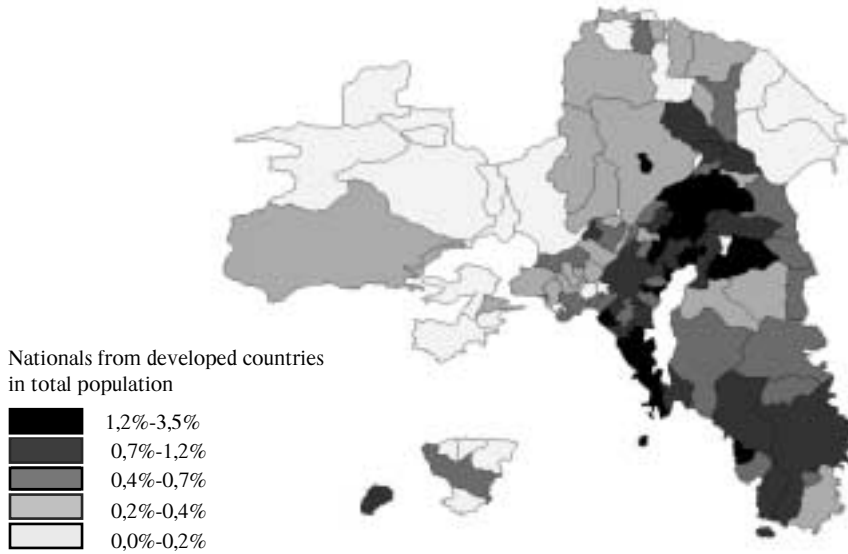 Nationals from developed countries
in total population
1,2%-3,5%
0,7%-1,2%
0,4%-0,7%
0,2%-0,4%
0,0%-0,2%